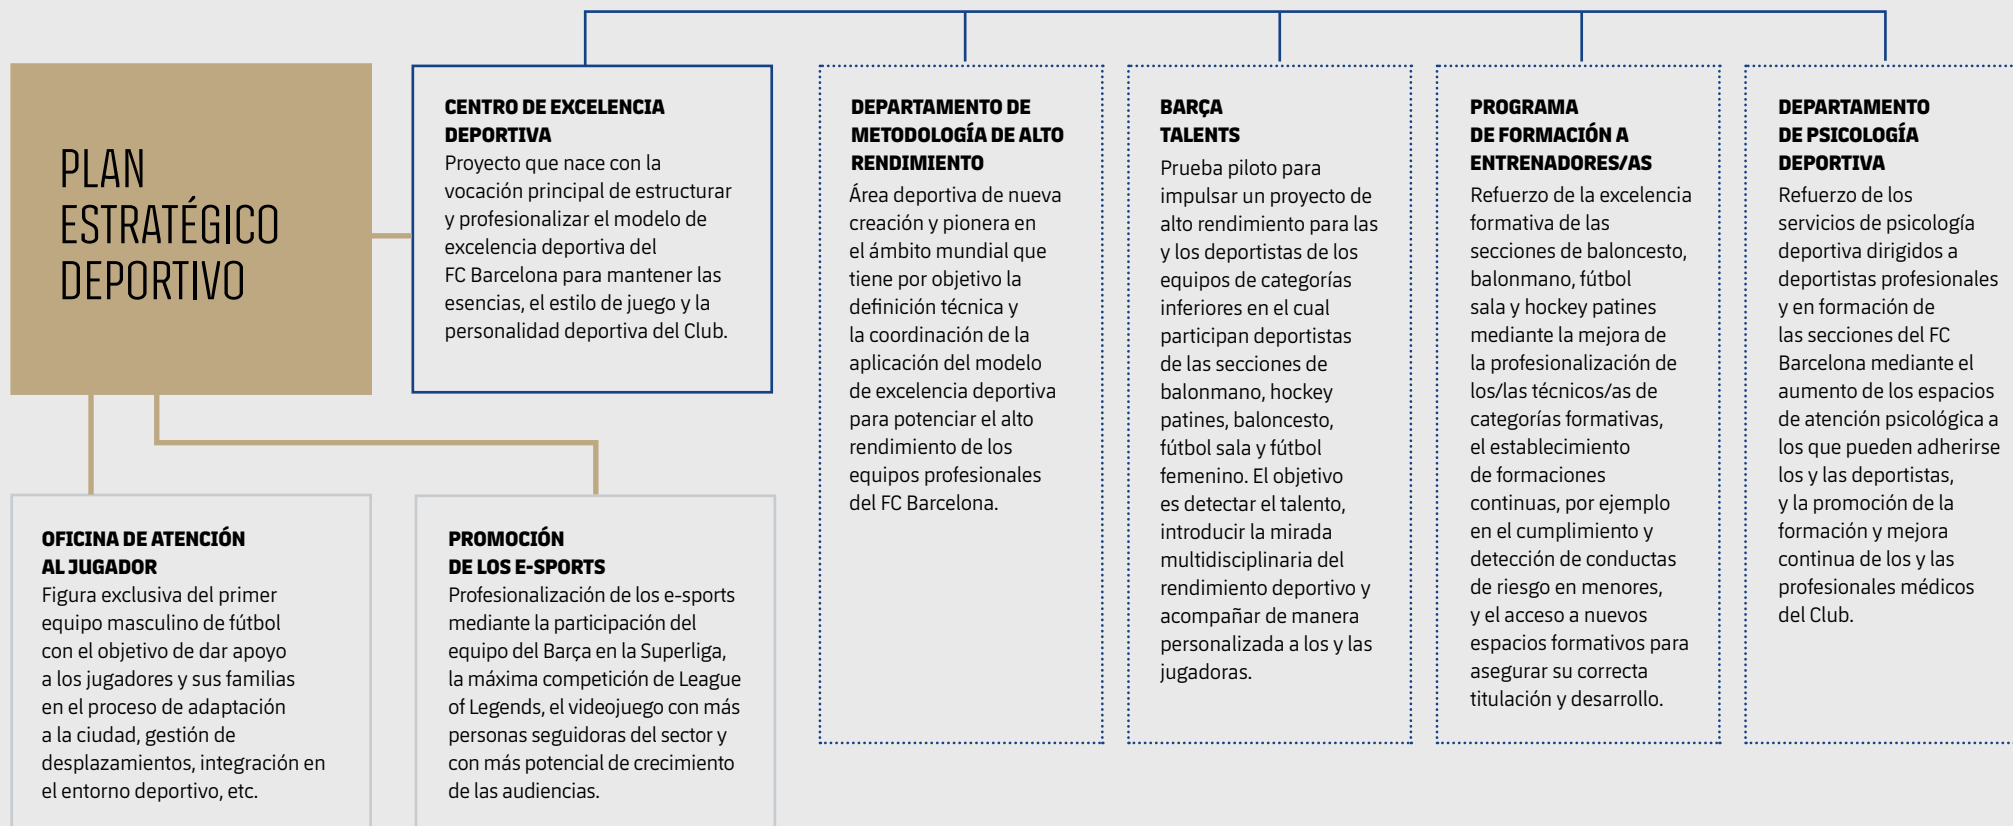 PLAN
ESTRATÉGICO
DEPORTIVO
CENTRO DE EXCELENCIA
DEPORTIVA
Proyecto que nace con la
vocación principal de estructurar
y profesionalizar el modelo de
excelencia deportiva del
FC Barcelona para mantener las
esencias, el estilo de juego y la
personalidad deportiva del Club.
DEPARTAMENTO DE
METODOLOGÍA DE ALTO
RENDIMIENTO
Área deportiva de nueva
creación y pionera en
el ámbito mundial que
tiene por objetivo la
definición técnica y
la coordinación de la
aplicación del modelo
de excelencia deportiva
para potenciar el alto
rendimiento de los
equipos profesionales
del FC Barcelona.
BARÇA
TALENTS
Prueba piloto para
impulsar un proyecto de
alto rendimiento para las
y los deportistas de los
equipos de categorías
inferiores en el cual
participan deportistas
de las secciones de
balonmano, hockey
patines, baloncesto,
fútbol sala y fútbol
femenino. El objetivo
es detectar el talento,
introducir la mirada
multidisciplinaria del
rendimiento deportivo y
acompañar de manera
personalizada a los y las
jugadoras.
PROGRAMA
DE FORMACIÓN A
ENTRENADORES/AS
Refuerzo de la excelencia
formativa de las
secciones de baloncesto,
balonmano, fútbol
sala y hockey patines
mediante la mejora de
la profesionalización de
los/las técnicos/as de
categorías formativas,
el establecimiento
de formaciones
continuas, por ejemplo
en el cumplimiento y
detección de conductas
de riesgo en menores,
y el acceso a nuevos
espacios formativos para
asegurar su correcta
titulación y desarrollo.
DEPARTAMENTO
DE PSICOLOGÍA
DEPORTIVA
Refuerzo de los
servicios de psicología
deportiva dirigidos a
deportistas profesionales
y en formación de
las secciones del FC
Barcelona mediante el
aumento de los espacios
de atención psicológica a
los que pueden adherirse
los y las deportistas,
y la promoción de la
formación y mejora
continua de los y las
profesionales médicos
del Club.
OFICINA DE ATENCIÓN
AL JUGADOR
Figura exclusiva del primer
equipo masculino de fútbol
con el objetivo de dar apoyo
a los jugadores y sus familias
en el proceso de adaptación
a la ciudad, gestión de
desplazamientos, integración en
el entorno deportivo, etc.
PROMOCIÓN
DE LOS E-SPORTS
Profesionalización de los e-sports
mediante la participación del
equipo del Barça en la Superliga,
la máxima competición de League
of Legends, el videojuego con más
personas seguidoras del sector y
con más potencial de crecimiento
de las audiencias.